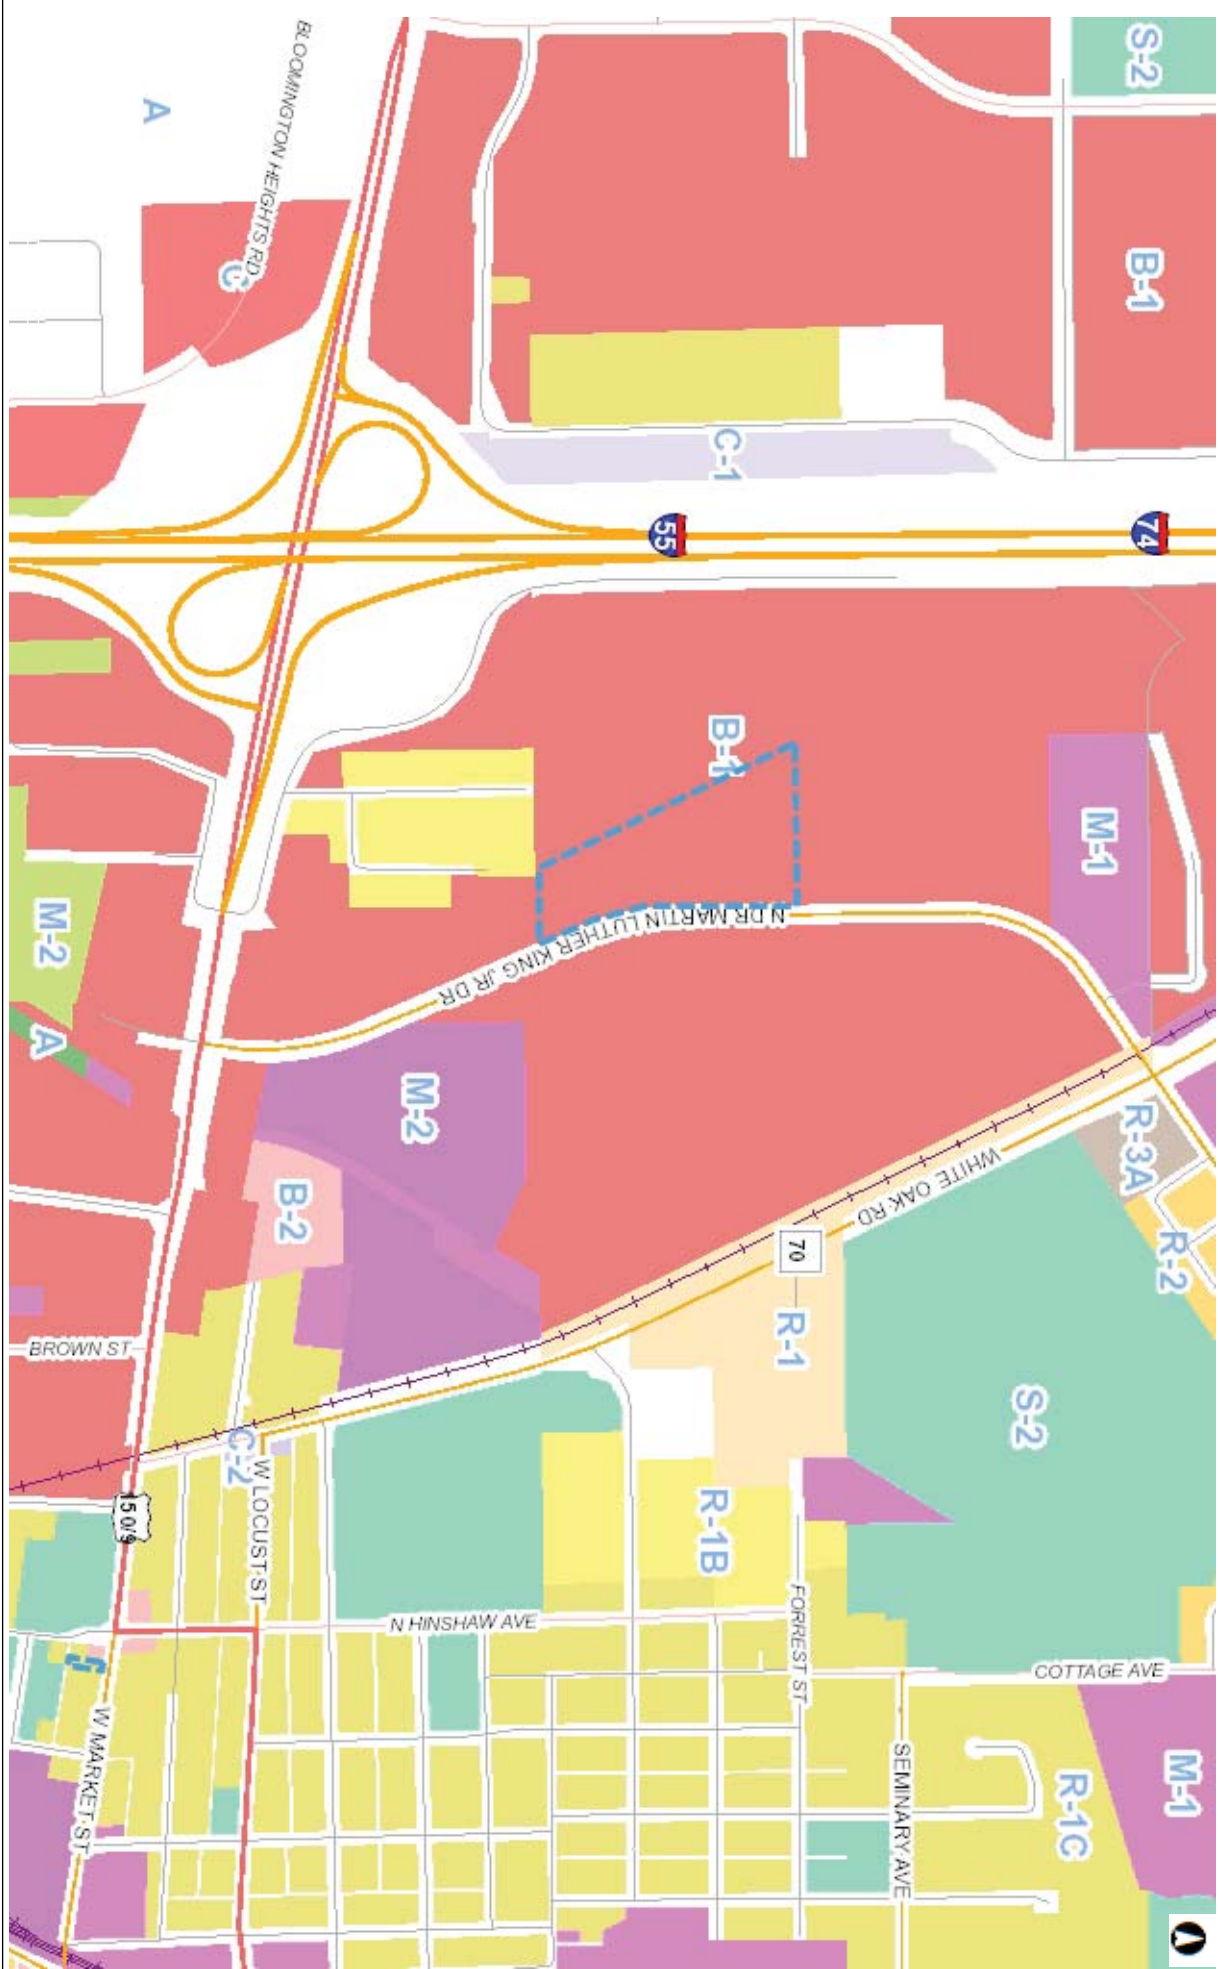 S-2
BLOOMINGTON HEIGHTS RD
A
B-1
C
C-1
55
74
B-1
M-1
M-2
N DR MARTIN LUTHER KING JR DR
A
M-2
R-3A
WHITE OAK RD
B-2
R-2
70
R-1
BROWN ST
S-2
C-2
W LOCUST ST
150/9
R-1B
FORREST ST
N HINSHAW AVE
COTTAGE AVE
W MARKET ST
SEMINARY AVE
R-1C
M-1